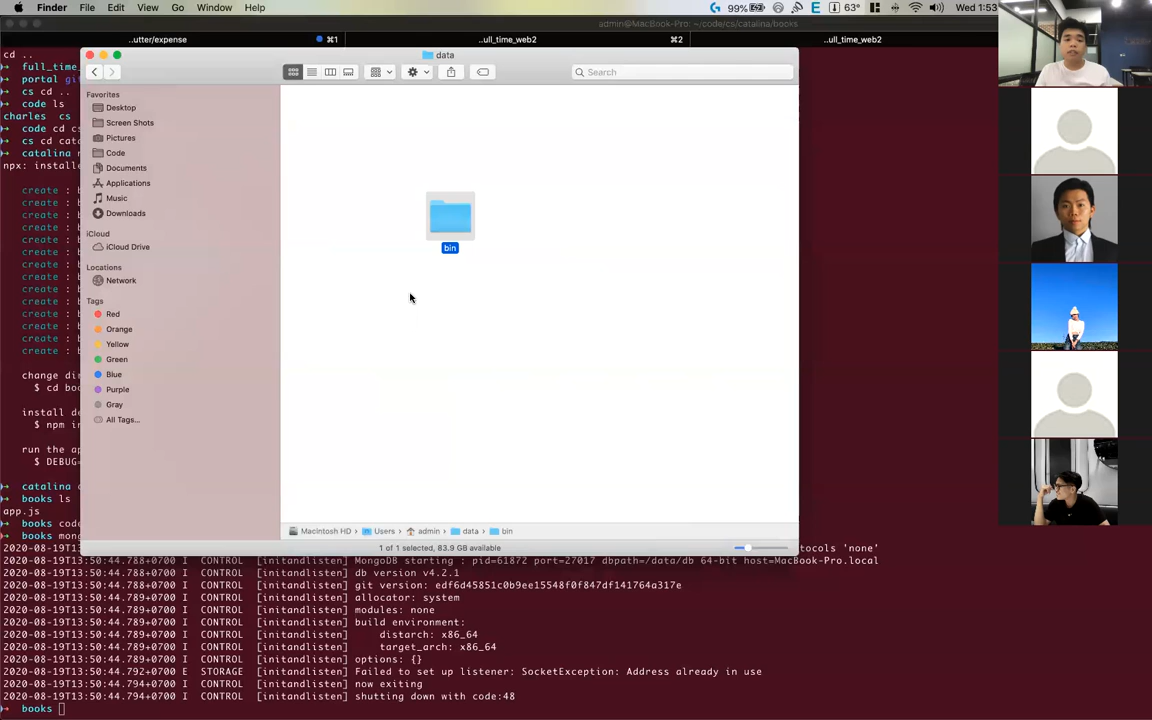 Finder File Edit View Go Window Help
99% 63° Wed 1:53
admin@MacBook-Pro:~/code/cs/catalina/books
..utter/expense ⌘1 ..ull_time_web2 ⌘2 ..ull_time_web2
data
Search
Favorites
Desktop
Screen Shots
Pictures
Code
Documents
Applications
Music
Downloads
iCloud
iCloud Drive
Locations
Network
Tags
Red
Orange
Yellow
Green
Blue
Purple
Gray
All Tags...
bin
Macintosh HD › Users › admin › data › bin
1 of 1 selected, 83.9 GB available
cd ..
full_time_
portal gi
cs cd ..
code ls
charles cs
code cd cs
cs cd cata
catalina
npx: installe
create : b
create : b
create : b
create : b
create : b
create : b
create : b
create : b
create : b
create : b
create : b
create : b
create : b
create : b
change dir
$ cd boo
install de
$ npm in
run the ap
$ DEBUG=
catalina c
books ls
app.js
books code
books mong
2020-08-19T13 tocols 'none'
2020-08-19T13:50:44.789+0700 I CONTROL [initandlisten] MongoDB starting : pid=61872 port=27017 dbpath=/data/db 64-bit host=MacBook-Pro.local
2020-08-19T13:50:44.789+0700 I CONTROL [initandlisten] db version v4.2.1
2020-08-19T13:50:44.789+0700 I CONTROL [initandlisten] git version: edf6d45851c0b9ee15548f0f847df141764a317e
2020-08-19T13:50:44.789+0700 I CONTROL [initandlisten] allocator: system
2020-08-19T13:50:44.789+0700 I CONTROL [initandlisten] modules: none
2020-08-19T13:50:44.789+0700 I CONTROL [initandlisten] build environment:
2020-08-19T13:50:44.789+0700 I CONTROL [initandlisten] distarch: x86_64
2020-08-19T13:50:44.789+0700 I CONTROL [initandlisten] target_arch: x86_64
2020-08-19T13:50:44.789+0700 I CONTROL [initandlisten] options: {}
2020-08-19T13:50:44.792+0700 E STORAGE [initandlisten] Failed to set up listener: SocketException: Address already in use
2020-08-19T13:50:44.794+0700 I CONTROL [initandlisten] now exiting
2020-08-19T13:50:44.794+0700 I CONTROL [initandlisten] shutting down with code:48
books